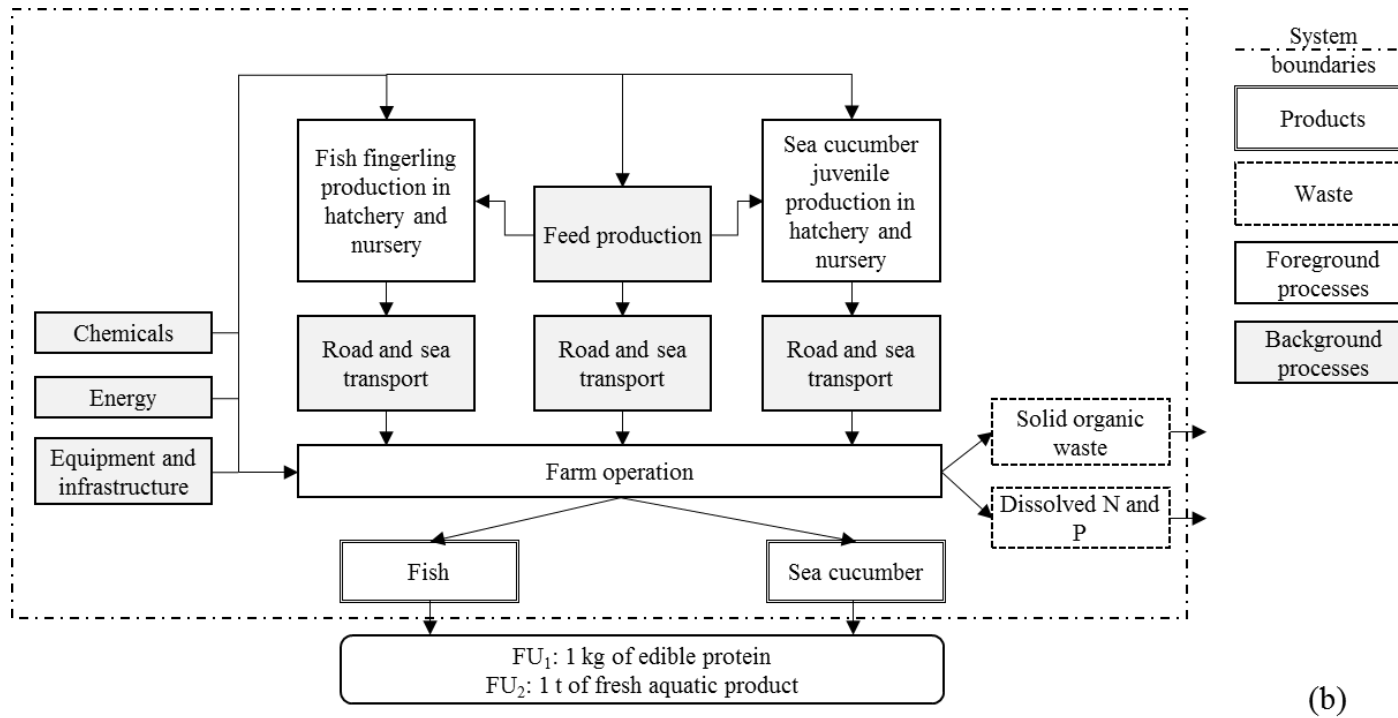 Fish fingerling
production in
hatchery and
nursery
Feed production
Sea cucumber
juvenile
production in
hatchery and
nursery
Chemicals
Energy
Equipment and
infrastructure
Road and sea
transport
Road and sea
transport
Road and sea
transport
Farm operation
Solid organic
waste
Dissolved N and
P
Fish
Sea cucumber
FU₁: 1 kg of edible protein
FU₂: 1 t of fresh aquatic product
System
boundaries
Products
Waste
Foreground
processes
Background
processes
(b)